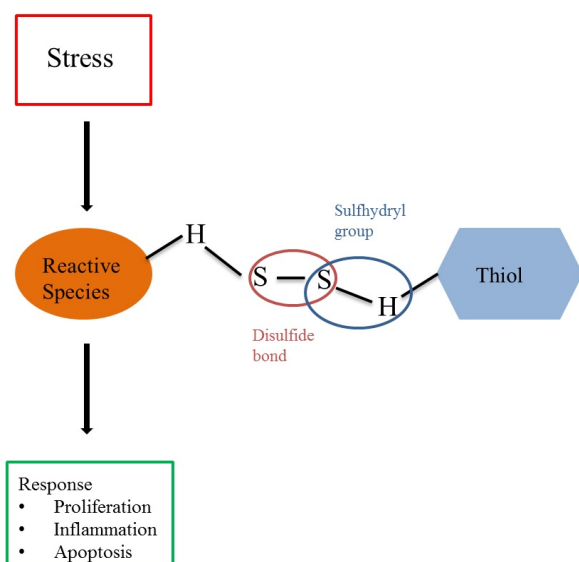 Stress
Reactive
Species
H
S
S
H
Sulfhydryl
group
Disulfide
bond
Thiol
Response
• Proliferation
• Inflammation
• Apoptosis